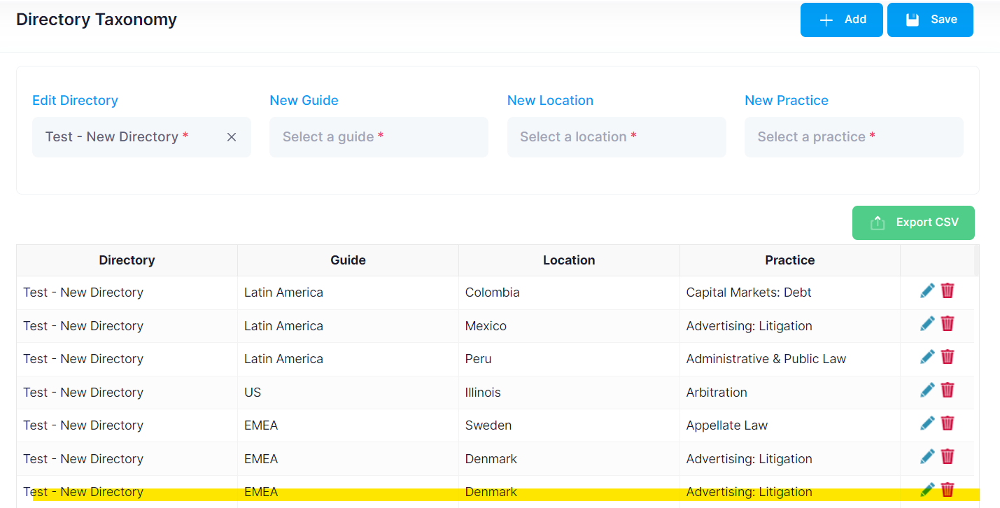 Directory Taxonomy
Add Save
Edit Directory New Guide New Location New Practice
Test - New Directory * Select a guide * Select a location * Select a practice *
Export CSV
Directory Guide Location Practice
Test - New Directory Latin America Colombia Capital Markets: Debt
Test - New Directory Latin America Mexico Advertising: Litigation
Test - New Directory Latin America Peru Administrative & Public Law
Test - New Directory US Illinois Arbitration
Test - New Directory EMEA Sweden Appellate Law
Test - New Directory EMEA Denmark Advertising: Litigation
Test - New Directory EMEA Denmark Advertising: Litigation